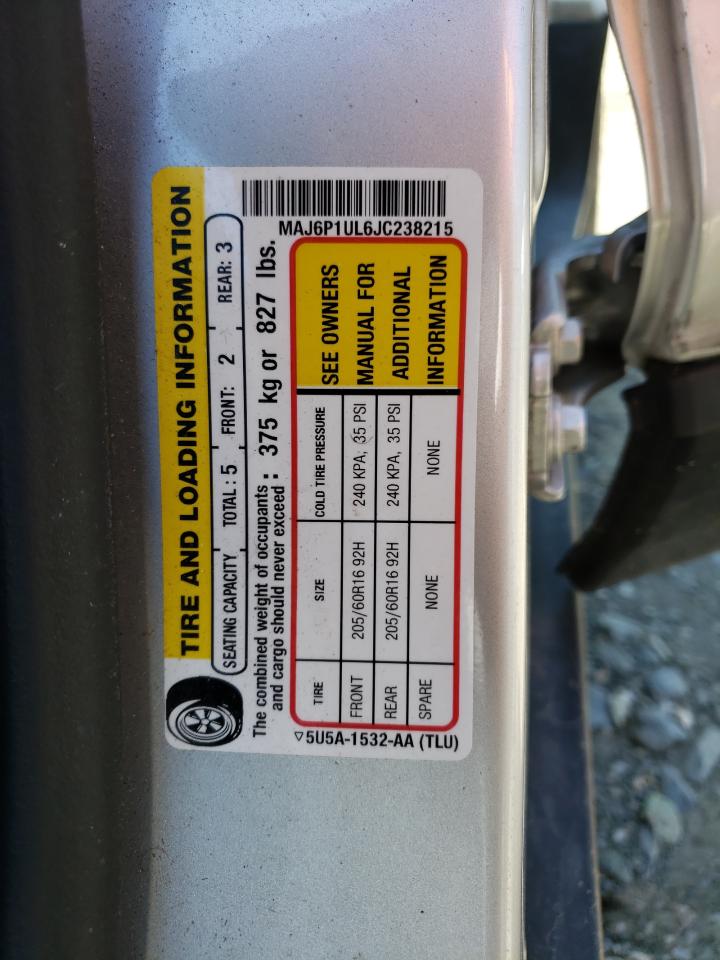 TIRE AND LOADING INFORMATION
SEATING CAPACITY TOTAL : 5 FRONT: 2 REAR: 3
The combined weight of occupants and cargo should never exceed : 375 kg or 827 lbs.
TIRE SIZE COLD TIRE PRESSURE SEE OWNERS
FRONT 205/60R16 92H 240 KPA, 35 PSI MANUAL FOR
REAR 205/60R16 92H 240 KPA, 35 PSI ADDITIONAL
SPARE NONE NONE INFORMATION
5U5A-1532-AA (TLU)
MAJ6P1UL6JC238215